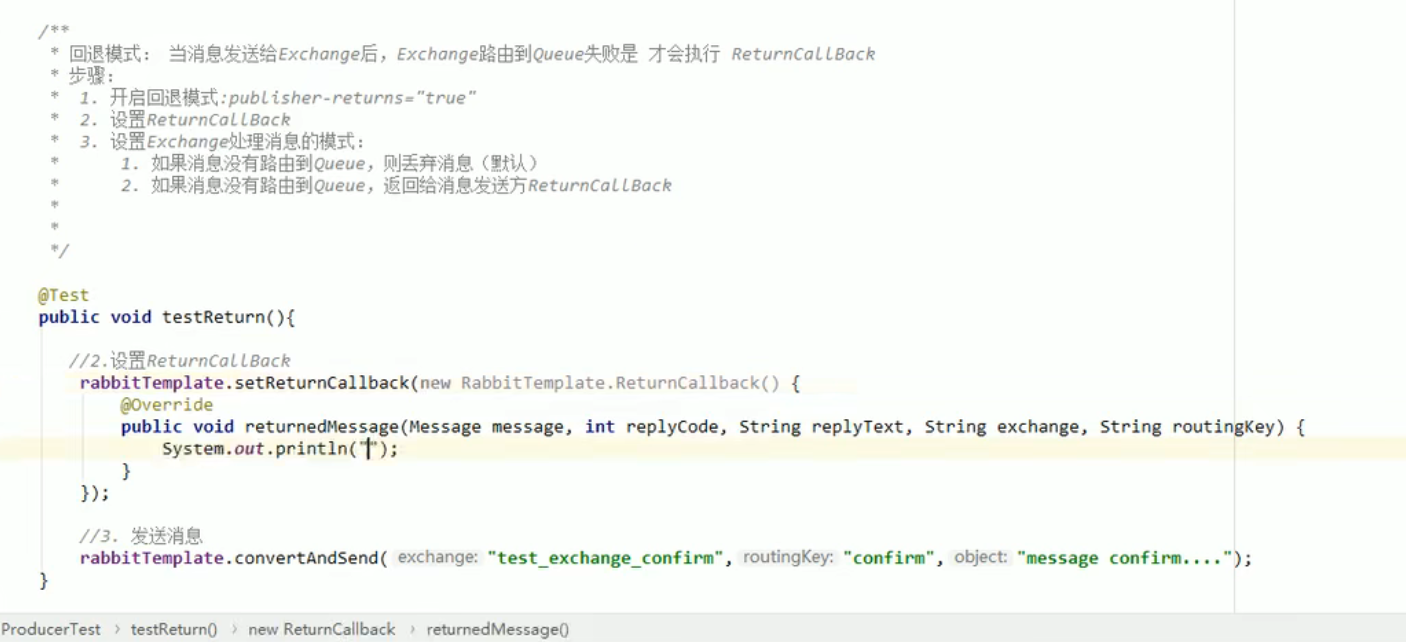 /**
* 回退模式： 当消息发送给Exchange后，Exchange路由到Queue失败是 才会执行 ReturnCallBack
* 步骤：
* 1. 开启回退模式:publisher-returns="true"
* 2. 设置ReturnCallBack
* 3. 设置Exchange处理消息的模式：
* 1. 如果消息没有路由到Queue，则丢弃消息（默认）
* 2. 如果消息没有路由到Queue，返回给消息发送方ReturnCallBack
*
*
*/
@Test
public void testReturn(){
//2.设置ReturnCallBack
rabbitTemplate.setReturnCallback(new RabbitTemplate.ReturnCallback() {
@Override
public void returnedMessage(Message message, int replyCode, String replyText, String exchange, String routingKey) {
System.out.println("");
}
});
//3. 发送消息
rabbitTemplate.convertAndSend( exchange: "test_exchange_confirm", routingKey: "confirm", object: "message confirm....");
}
ProducerTest › testReturn() › new ReturnCallback › returnedMessage()